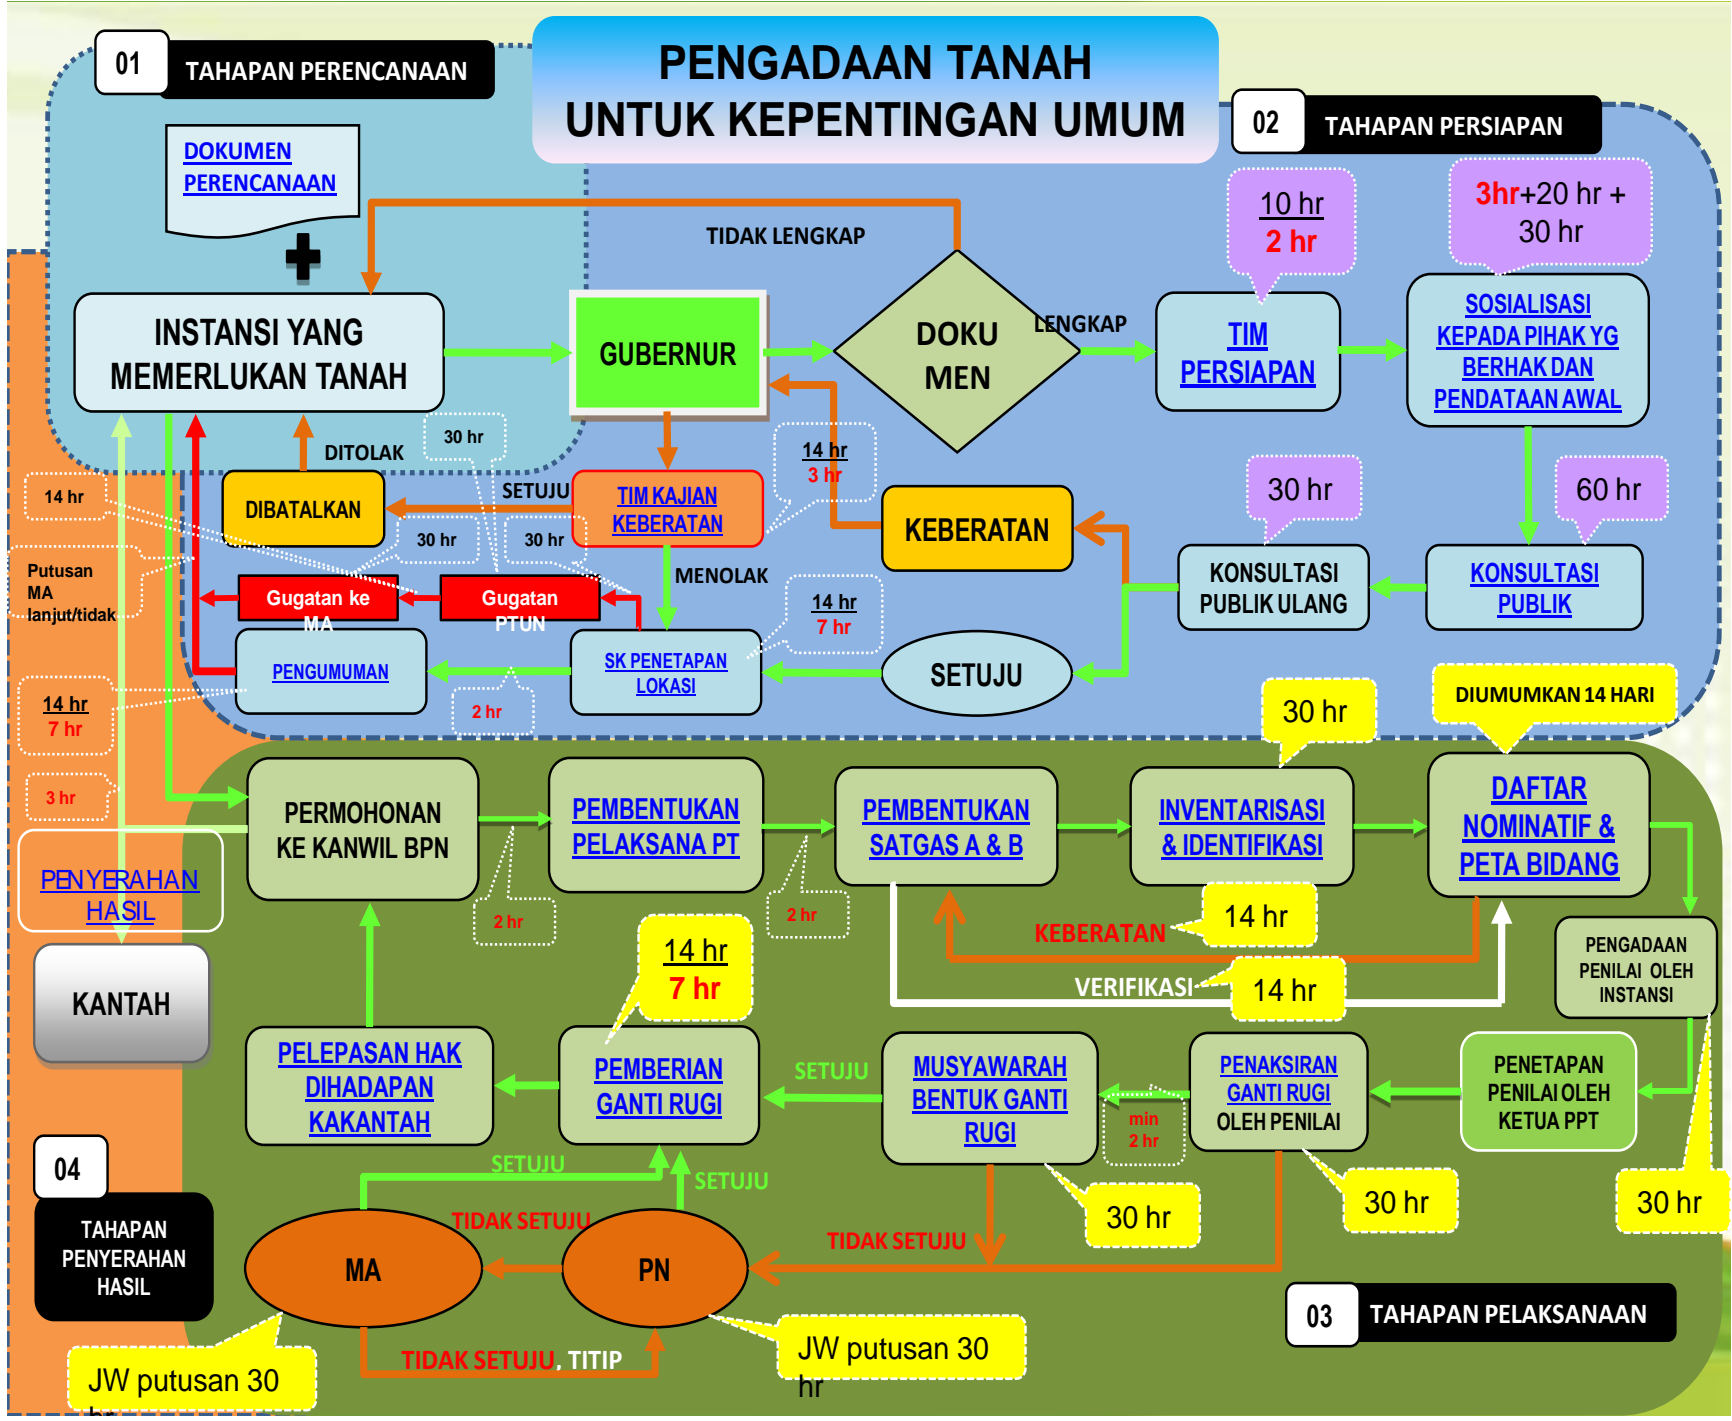 PENGADAAN TANAH
UNTUK KEPENTINGAN UMUM
01
TAHAPAN PERENCANAAN
02
TAHAPAN PERSIAPAN
DOKUMEN
PERENCANAAN
10 hr
2 hr
3hr+20 hr +
30 hr
TIDAK LENGKAP
INSTANSI YANG
MEMERLUKAN TANAH
GUBERNUR
DOKU
MEN
LENGKAP
TIM
PERSIAPAN
SOSIALISASI
KEPADA PIHAK YG
BERHAK DAN
PENDATAAN AWAL
30 hr
DITOLAK
14 hr
3 hr
14 hr
DIBATALKAN
SETUJU
TIM KAJIAN
KEBERATAN
KEBERATAN
30 hr
60 hr
30 hr
30 hr
Putusan
MA
lanjut/tidak
MENOLAK
KONSULTASI
PUBLIK ULANG
KONSULTASI
PUBLIK
Gugatan ke
MA
Gugatan
PTUN
14 hr
7 hr
PENGUMUMAN
SK PENETAPAN
LOKASI
SETUJU
2 hr
14 hr
7 hr
3 hr
30 hr
DIUMUMKAN 14 HARI
PERMOHONAN
KE KANWIL BPN
PEMBENTUKAN
PELAKSANA PT
PEMBENTUKAN
SATGAS A & B
INVENTARISASI
& IDENTIFIKASI
DAFTAR
NOMINATIF &
PETA BIDANG
PENYERAHAN
HASIL
2 hr
2 hr
KEBERATAN
14 hr
VERIFIKASI
14 hr
KANTAH
14 hr
7 hr
PENGADAAN
PENILAI OLEH
INSTANSI
PELEPASAN HAK
DIHADAPAN
KAKANTAH
PEMBERIAN
GANTI RUGI
SETUJU
MUSYAWARAH
BENTUK GANTI
RUGI
min
2 hr
PENAKSIRAN
GANTI RUGI
OLEH PENILAI
PENETAPAN
PENILAI OLEH
KETUA PPT
04
TAHAPAN
PENYERAHAN
HASIL
SETUJU
SETUJU
30 hr
30 hr
30 hr
TIDAK SETUJU
TIDAK SETUJU
MA
PN
03
TAHAPAN PELAKSANAAN
TIDAK SETUJU, TITIP
JW putusan 30
hr
JW putusan 30
hr